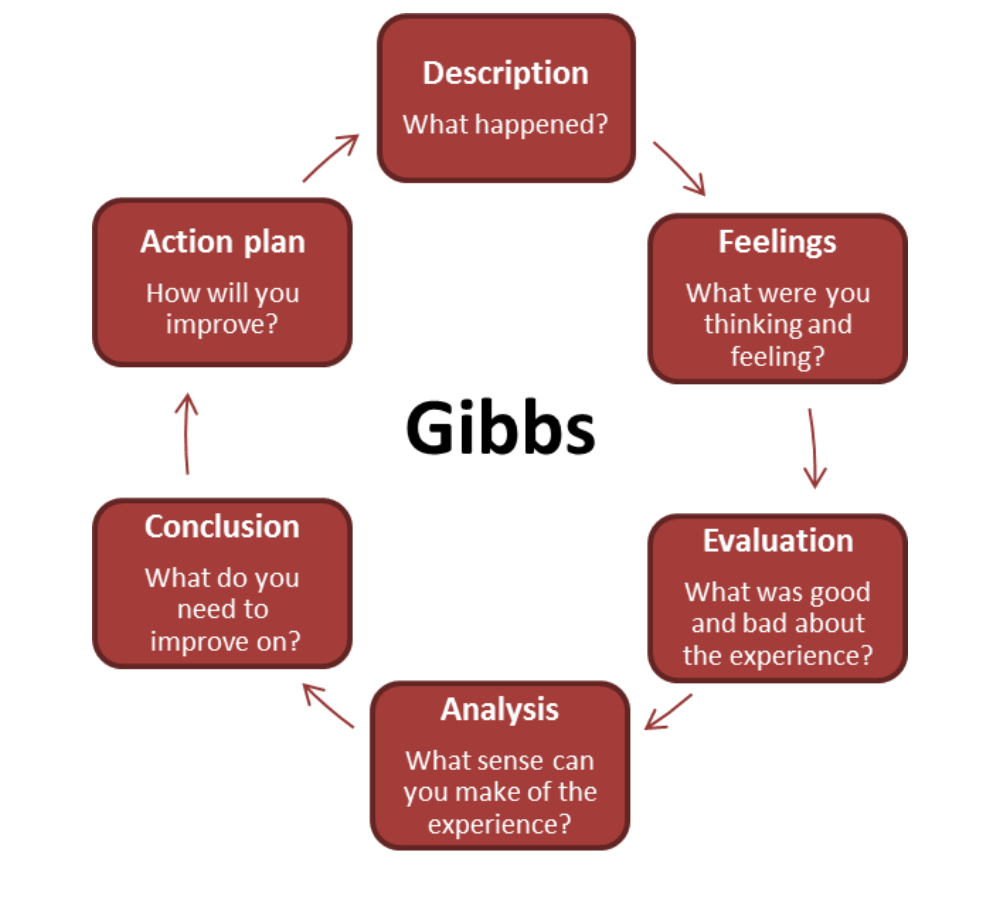 Description
What happened?
Feelings
What were you
thinking and
feeling?
Evaluation
What was good
and bad about
the experience?
Analysis
What sense can
you make of the
experience?
Conclusion
What do you
need to
improve on?
Action plan
How will you
improve?
Gibbs